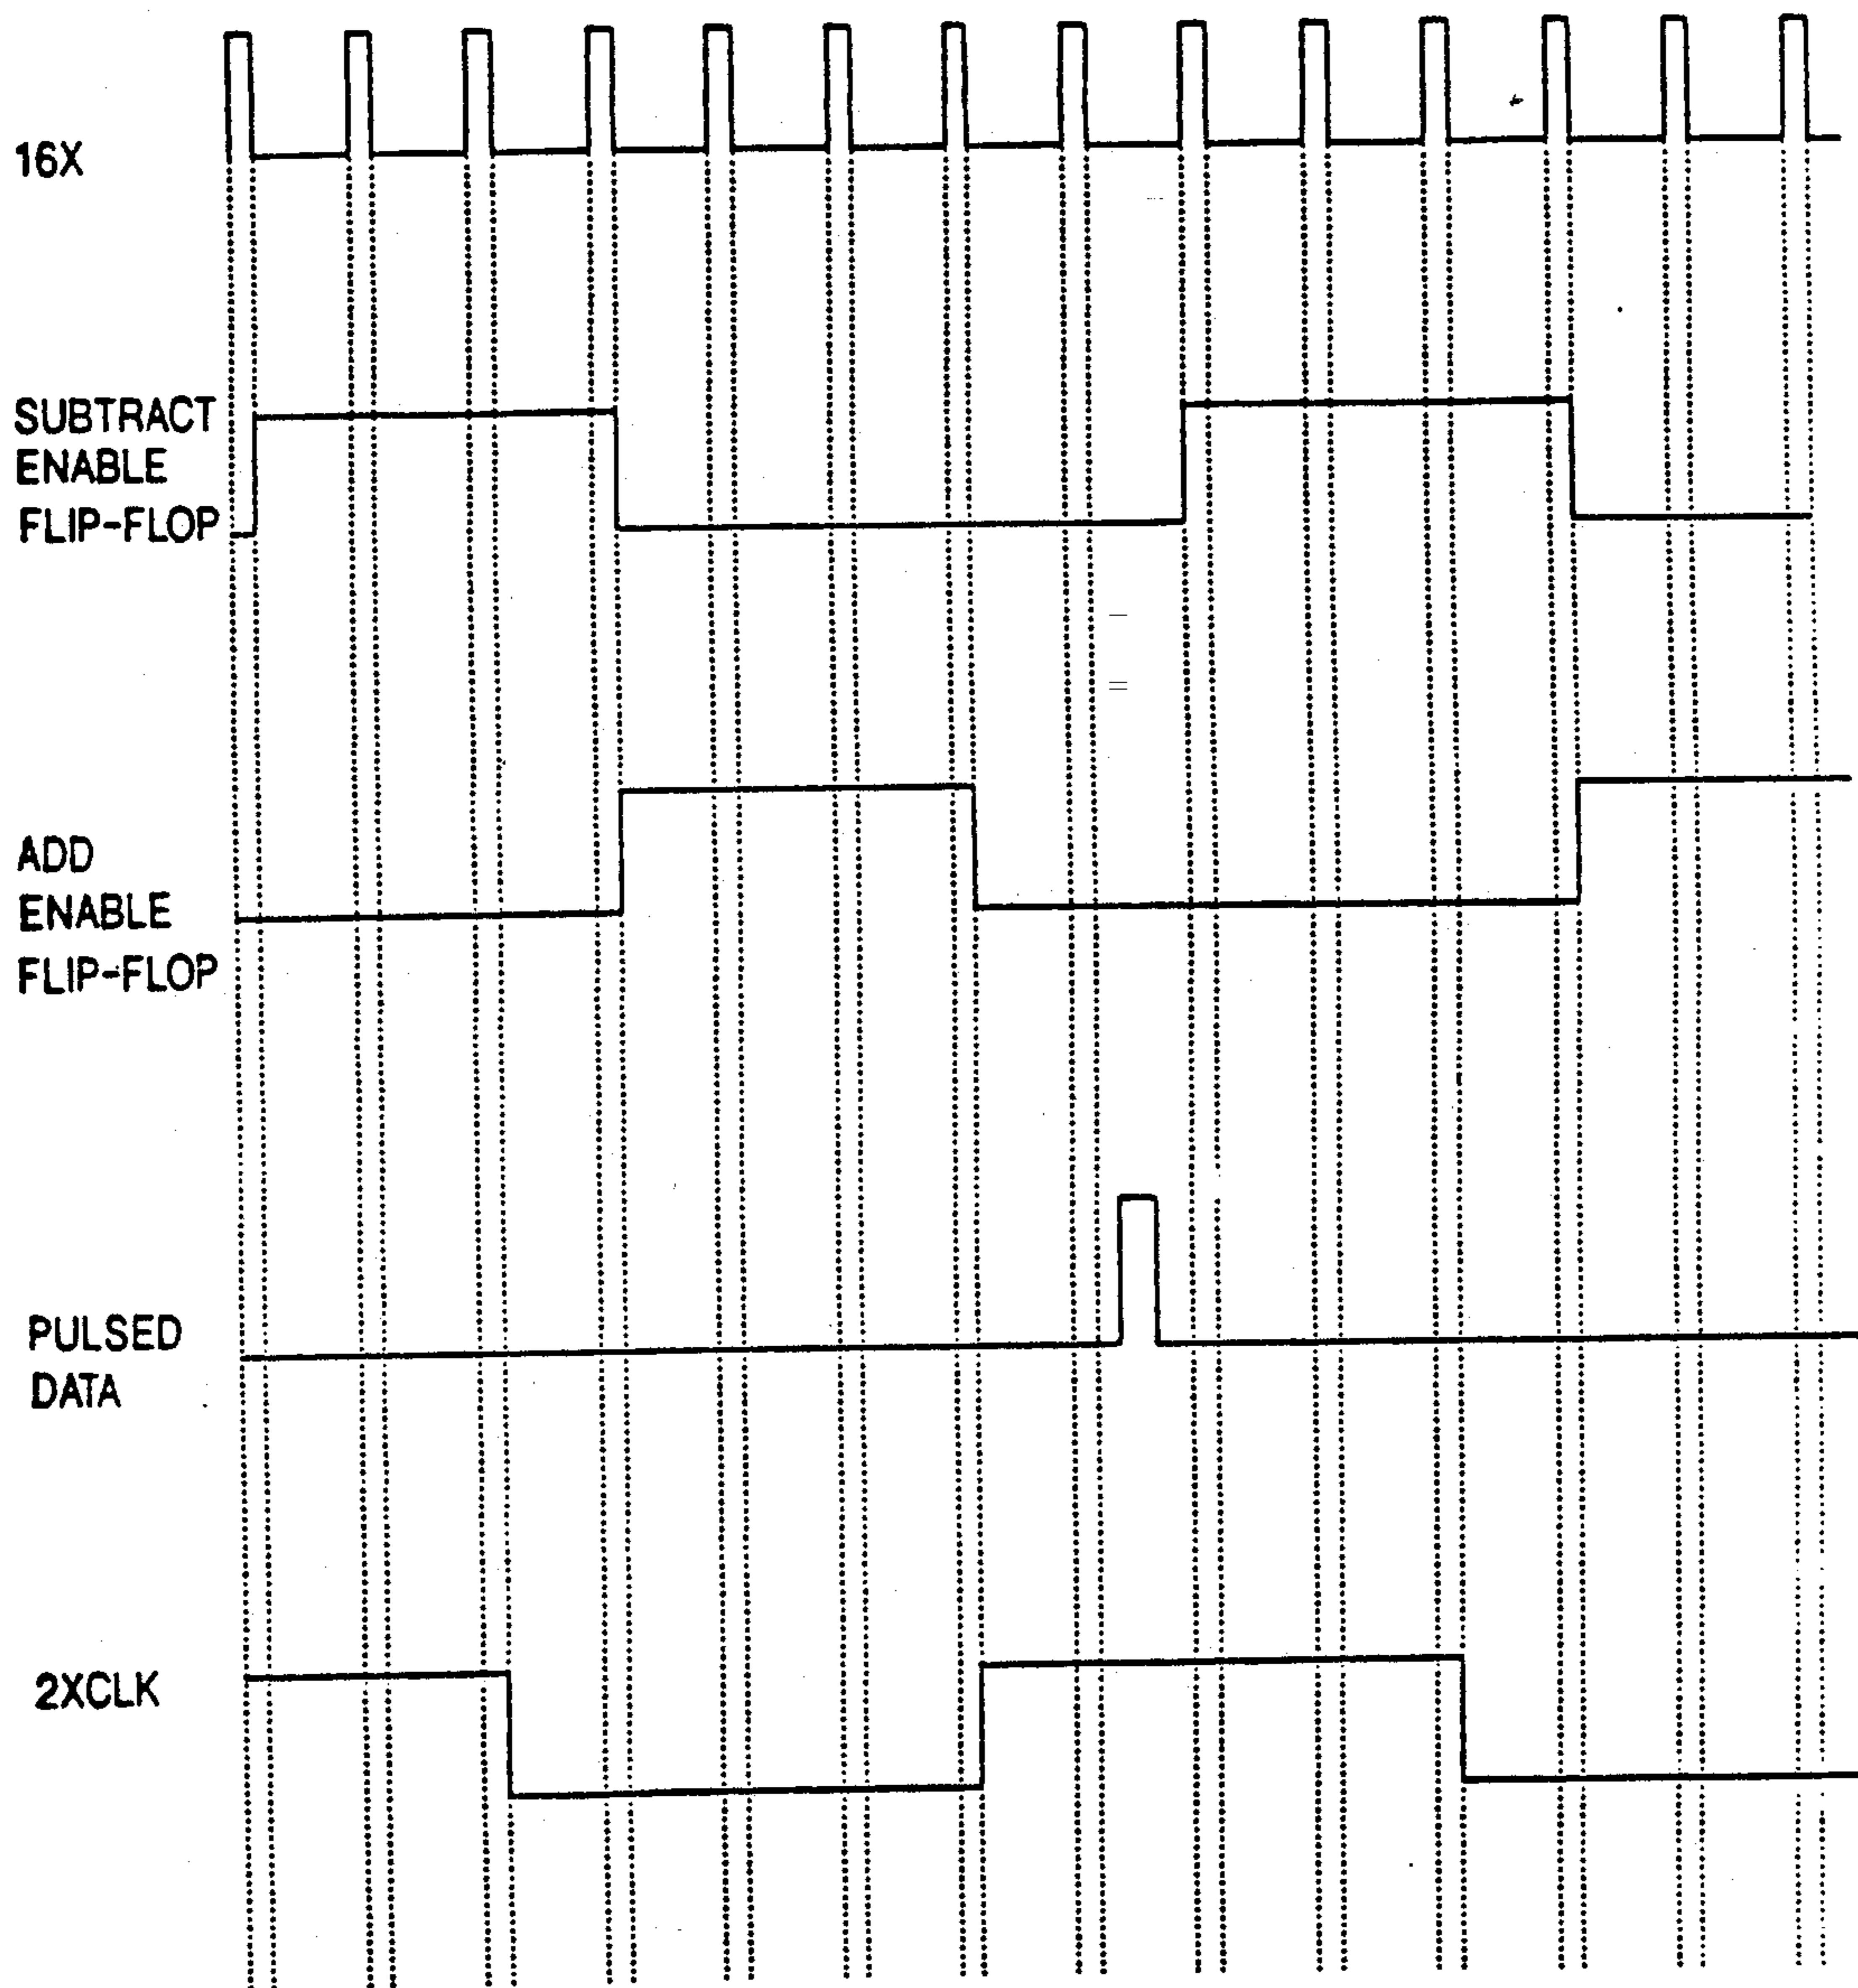 16X
SUBTRACT
ENABLE
FLIP-FLOP
ADD
ENABLE
FLIP-FLOP
PULSED
DATA
2XCLK